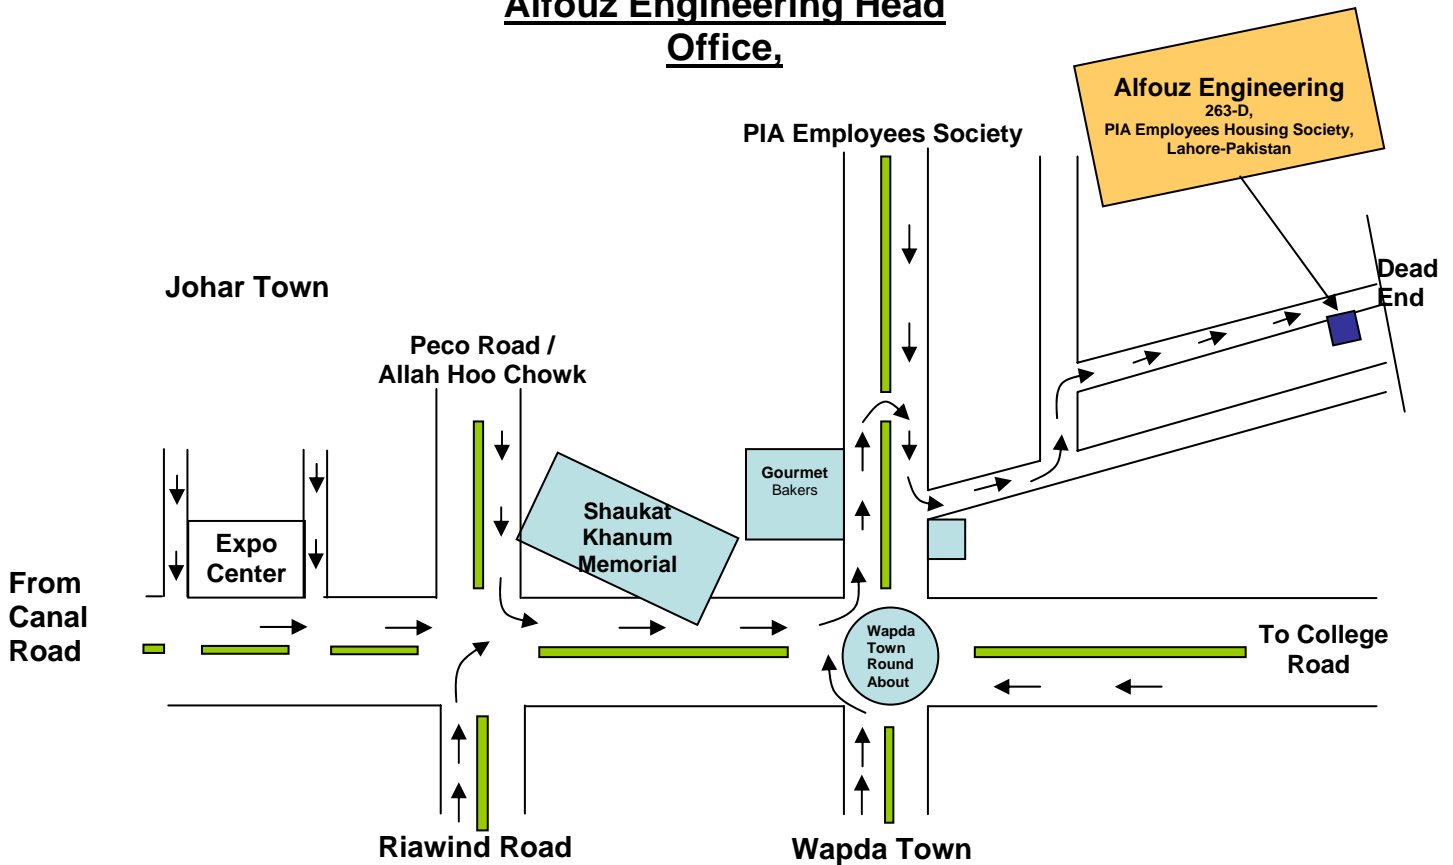 Alfouz Engineering Head
Office,
Alfouz Engineering
263-D,
PIA Employees Housing Society,
Lahore-Pakistan
PIA Employees Society
Dead
End
Johar Town
Peco Road /
Allah Hoo Chowk
Gourmet
Bakers
Shaukat
Khanum
Memorial
Expo
Center
From
Canal
Road
Wapda
Town
Round
About
To College
Road
Riawind Road
Wapda Town